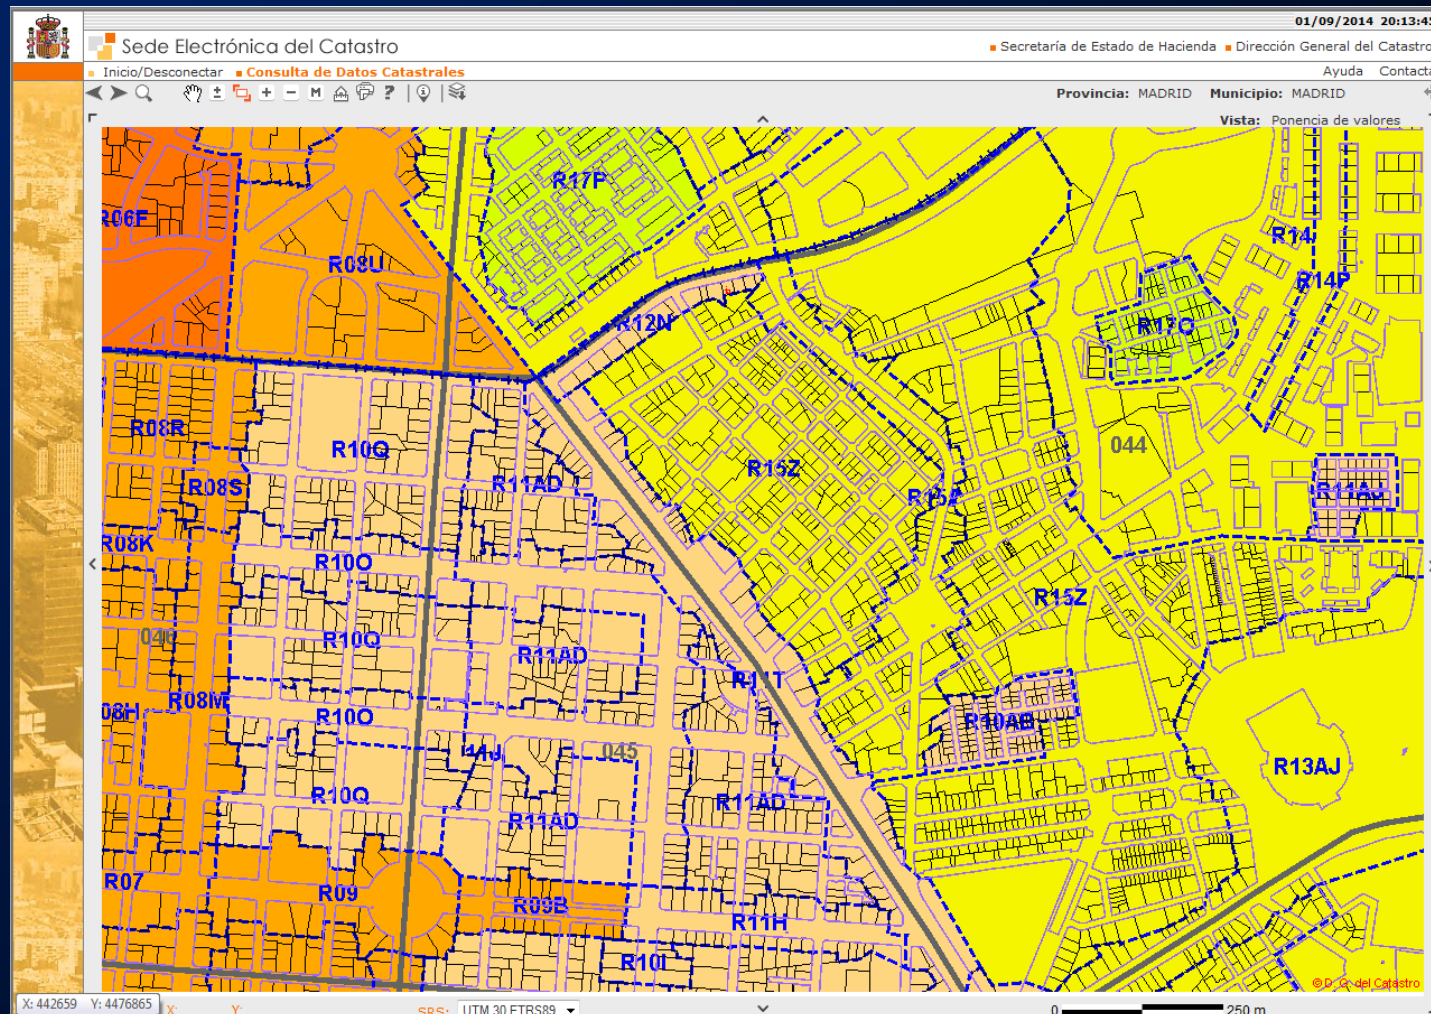 01/09/2014 20:13:45
Sede Electrónica del Catastro
Secretaría de Estado de Hacienda Dirección General del Catastro
Inicio/Desconectar Consulta de Datos Catastrales
Ayuda Contacta
Provincia: MADRID Municipio: MADRID
Vista: Ponencia de valores
R17P
R06F
R14
R08U
R14P
R12N
R17Q
R08R
R10Q
044
R15Z
R08S
R11AD
R11AJ
R08K
R10O
R15Z
046
R10Q
R11AD
R11T
R08M
08H
R10O
R10AB
11J
045
R13AJ
R10Q
R11AD
R11AD
R07
R09
R09B
R11H
R10I
© D. G. del Catastro
X: 442659 Y: 4476865
X: Y:
SRS: UTM 30 ETRS89
0 250 m